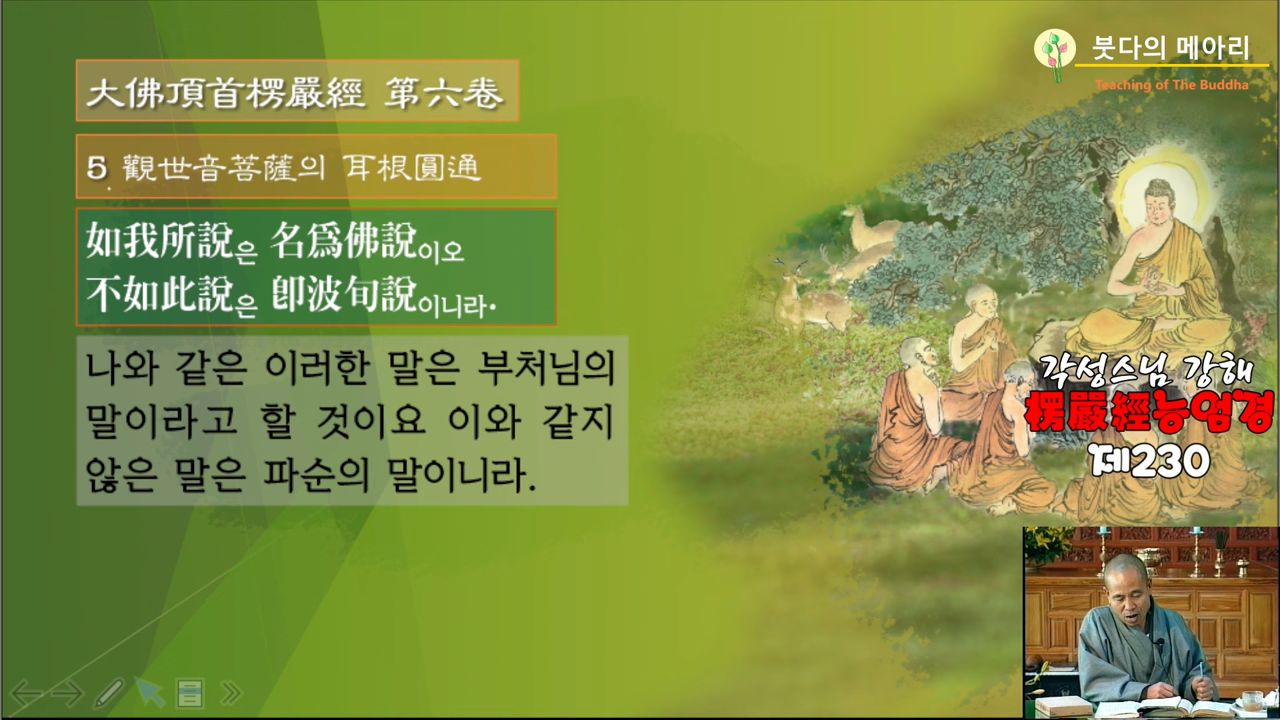 大佛頂首楞嚴經 第六卷
5. 觀世音菩薩의 耳根圓通
如我所說은 名爲佛說이오
不如此說은 卽波旬說이니라.
나와 같은 이러한 말은 부처님의
말이라고 할 것이요 이와 같지
않은 말은 파순의 말이니라.
붓다의 메아리
Teaching of The Buddha
각성스님 강해
楞嚴經능엄경
제230